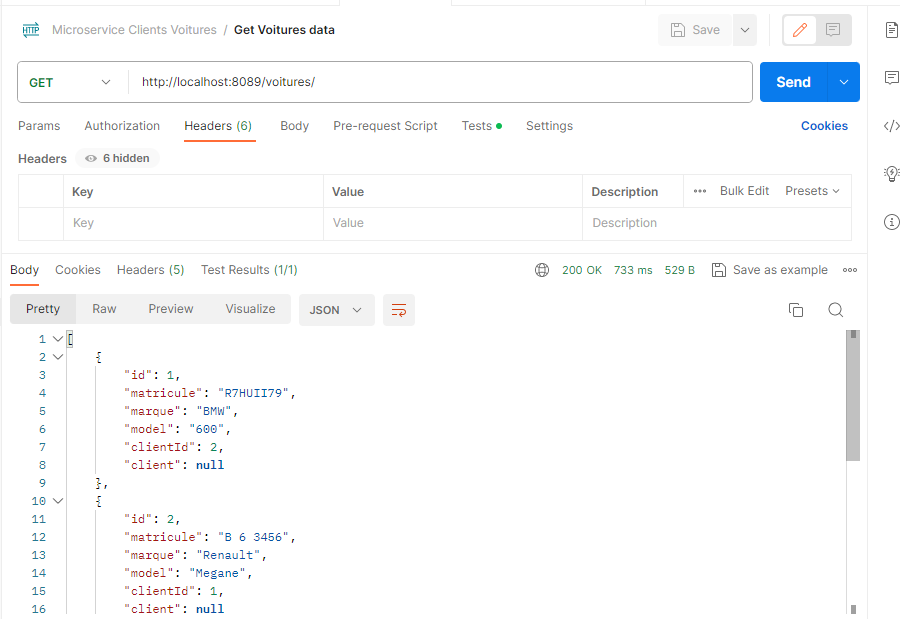 HTTP Microservice Clients Voitures / Get Voitures data Save
GET http://localhost:8089/voitures/ Send
Params Authorization Headers (6) Body Pre-request Script Tests Settings Cookies
Headers 6 hidden
Key Value Description ••• Bulk Edit Presets
Key Value Description
Body Cookies Headers (5) Test Results (1/1) 200 OK 733 ms 529 B Save as example •••
Pretty Raw Preview Visualize JSON
1 [
2 {
3 "id": 1,
4 "matricule": "R7HUII79",
5 "marque": "BMW",
6 "model": "600",
7 "clientId": 2,
8 "client": null
9 },
10 {
11 "id": 2,
12 "matricule": "B 6 3456",
13 "marque": "Renault",
14 "model": "Megane",
15 "clientId": 1,
16 "client": null